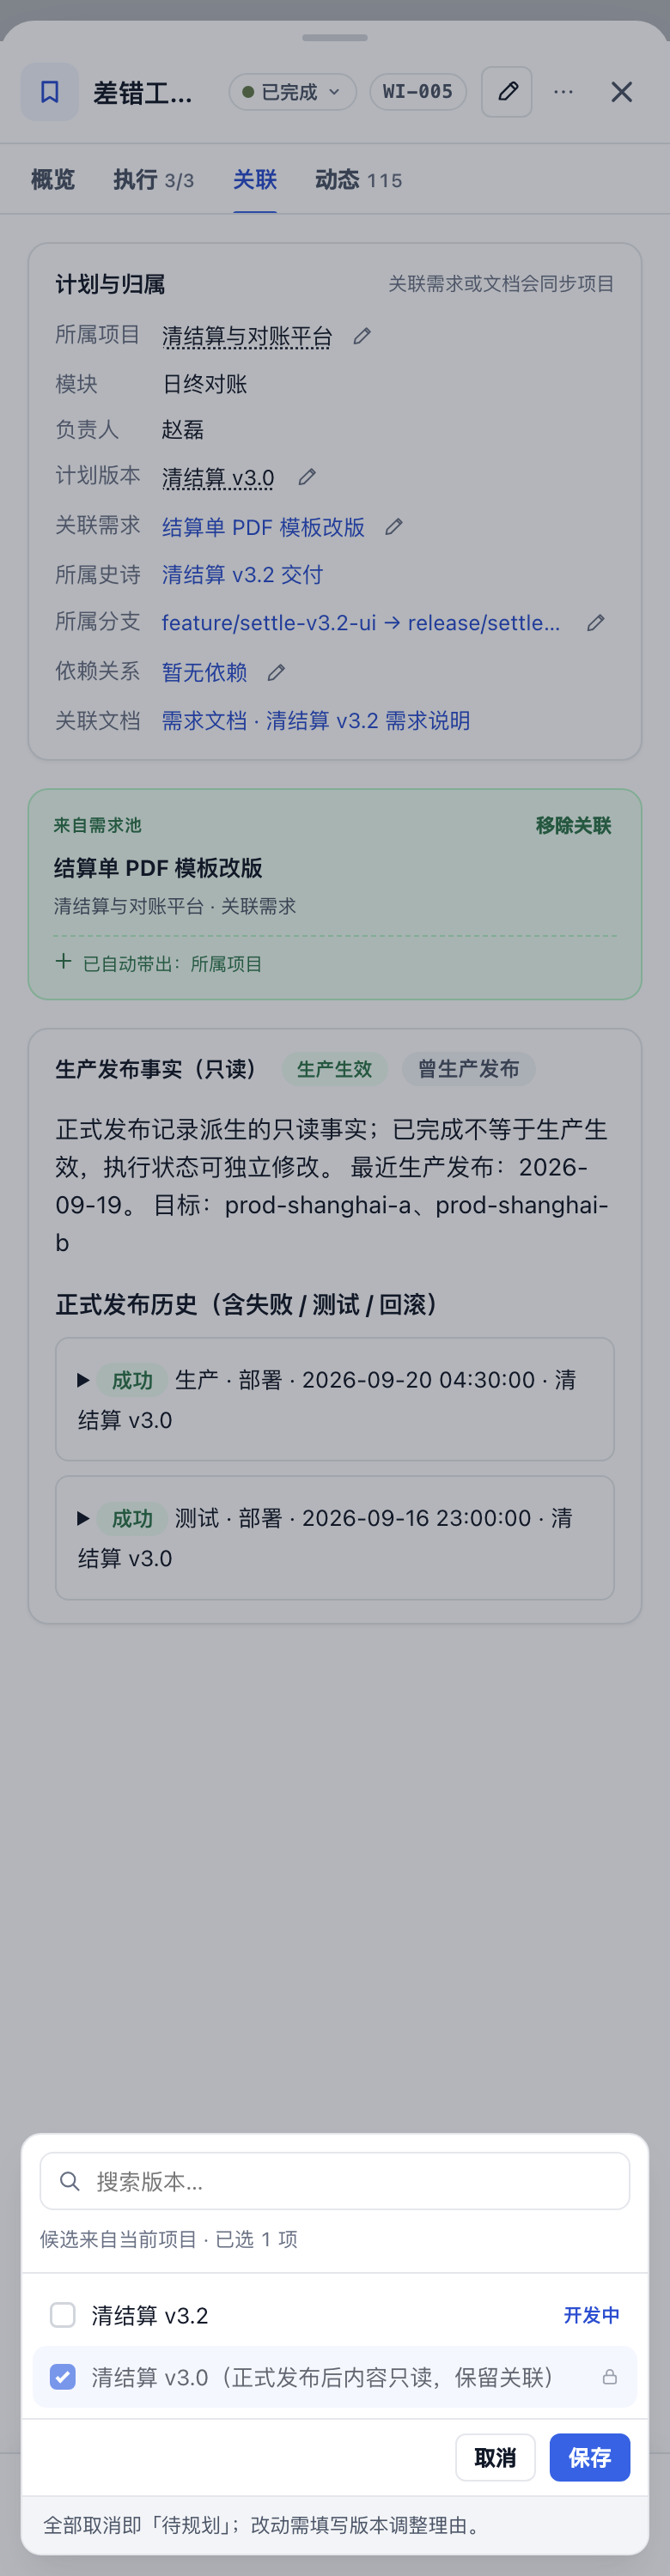 差错工...
已完成
WI-005
...
概览
执行 3/3
关联
动态 115
计划与归属
关联需求或文档会同步项目
所属项目 清结算与对账平台
模块 日终对账
负责人 赵磊
计划版本 清结算 v3.0
关联需求 结算单 PDF 模板改版
所属史诗 清结算 v3.2 交付
所属分支 feature/settle-v3.2-ui → release/settle...
依赖关系 暂无依赖
关联文档 需求文档 · 清结算 v3.2 需求说明
来自需求池
移除关联
结算单 PDF 模板改版
清结算与对账平台 · 关联需求
+ 已自动带出：所属项目
生产发布事实（只读） 生产生效 曾生产发布
正式发布记录派生的只读事实；已完成不等于生产生
效，执行状态可独立修改。 最近生产发布：2026-
09-19。 目标：prod-shanghai-a、prod-shanghai-
b
正式发布历史（含失败 / 测试 / 回滚）
▶ 成功 生产 · 部署 · 2026-09-20 04:30:00 · 清
结算 v3.0
▶ 成功 测试 · 部署 · 2026-09-16 23:00:00 · 清
结算 v3.0
搜索版本...
候选来自当前项目 · 已选 1 项
清结算 v3.2
开发中
清结算 v3.0（正式发布后内容只读，保留关联）
取消
保存
全部取消即「待规划」；改动需填写版本调整理由。